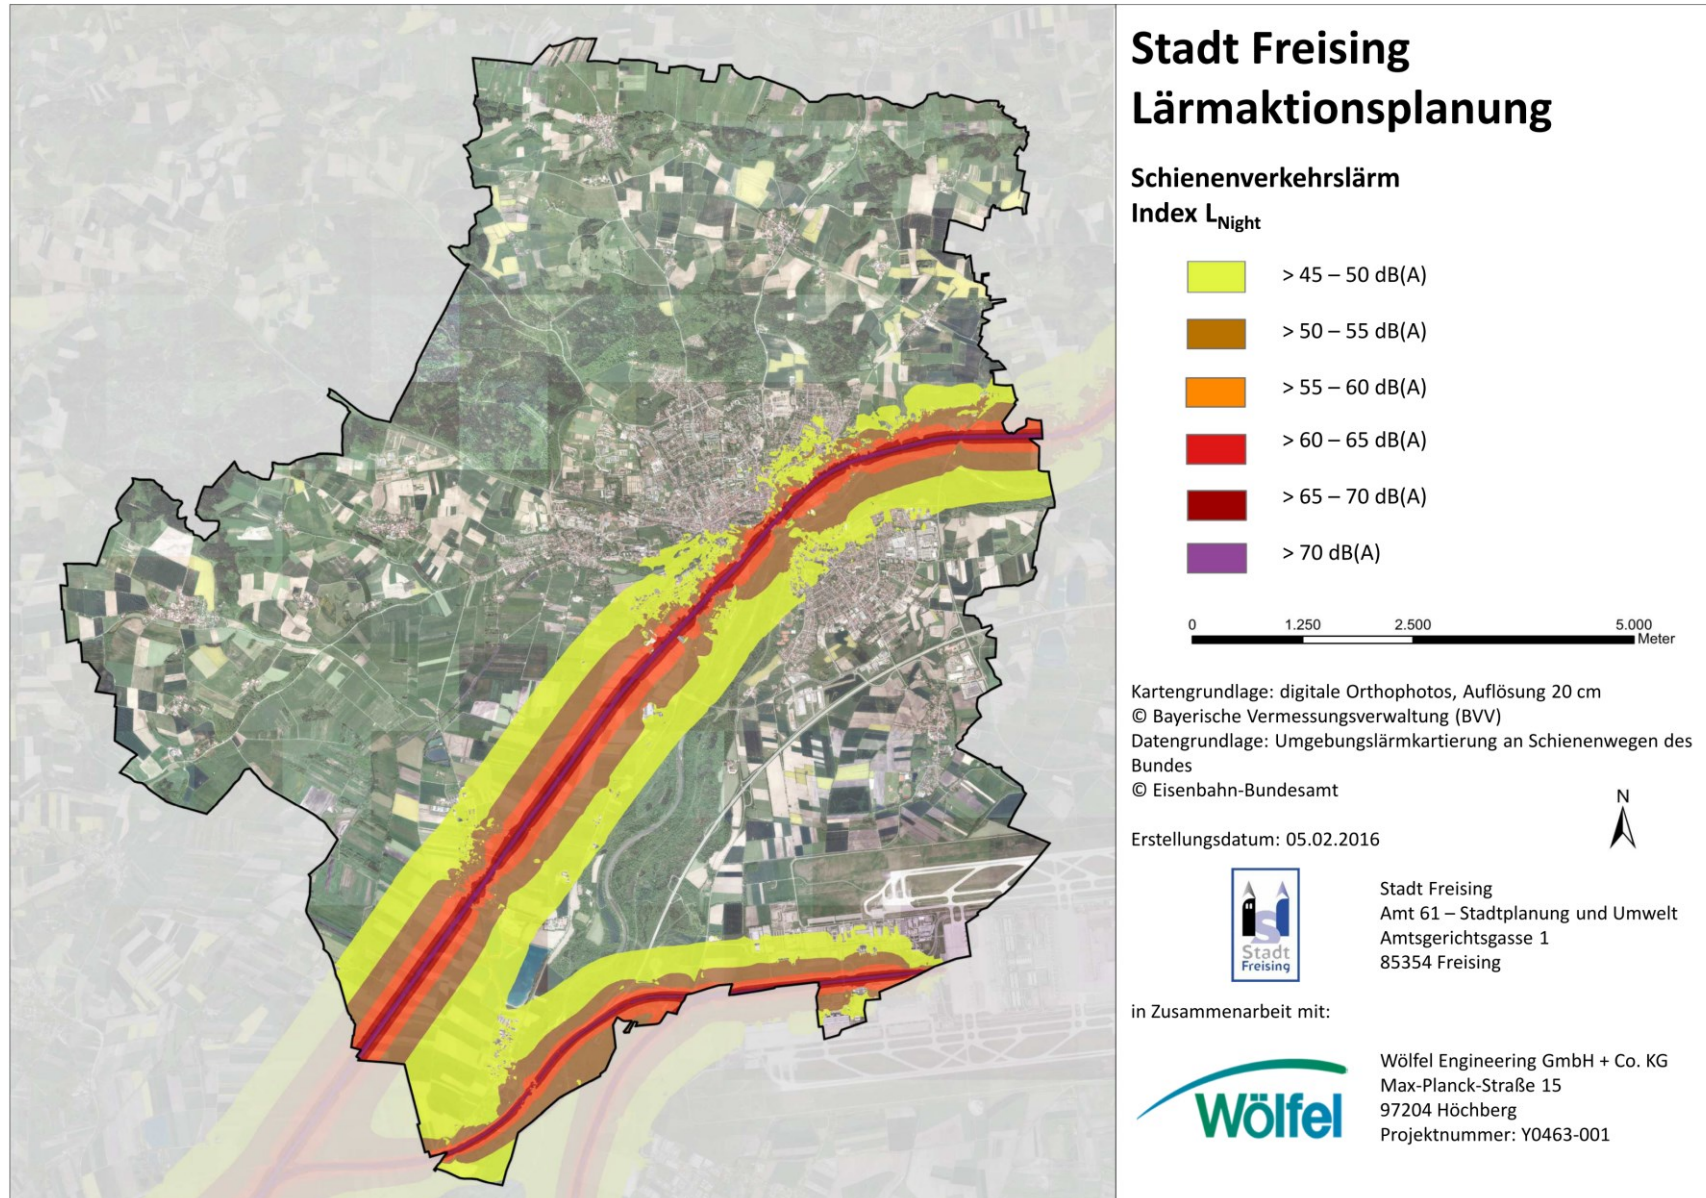 Stadt Freising
Lärmaktionsplanung
Schienenverkehrslärm
Index LNight
> 45 – 50 dB(A)
> 50 – 55 dB(A)
> 55 – 60 dB(A)
> 60 – 65 dB(A)
> 65 – 70 dB(A)
> 70 dB(A)
0 1.250 2.500 5.000
Meter
Kartengrundlage: digitale Orthophotos, Auflösung 20 cm
© Bayerische Vermessungsverwaltung (BVV)
Datengrundlage: Umgebungslärmkartierung an Schienenwegen des
Bundes
© Eisenbahn-Bundesamt
N
Erstellungsdatum: 05.02.2016
Stadt
Freising
Stadt Freising
Amt 61 – Stadtplanung und Umwelt
Amtsgerichtsgasse 1
85354 Freising
in Zusammenarbeit mit:
Wölfel
Wölfel Engineering GmbH + Co. KG
Max-Planck-Straße 15
97204 Höchberg
Projektnummer: Y0463-001